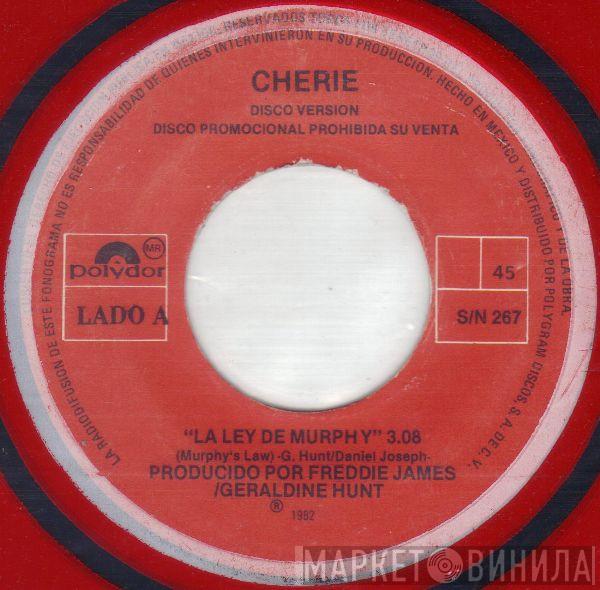 CHERIE
DISCO VERSION
DISCO PROMOCIONAL PROHIBIDA SU VENTA
polydor
MR
LADO A
45
S/N 267
"LA LEY DE MURPHY" 3.08
(Murphy's Law) -G. Hunt/Daniel Joseph-
PRODUCIDO POR FREDDIE JAMES
/GERALDINE HUNT
℗ 1982
LA RADIODIFUSION DE ESTE FONOGRAMA NO ES RESPONSABILIDAD DE QUIENES INTERVINIERON EN SU PRODUCCION. HECHO EN MEXICO Y DISTRIBUIDO POR POLYGRAM DISCOS, S. A. DE C. V.
RESERVADOS
Y DE LA OBRA.
МАРКЕТ ВИНИЛА